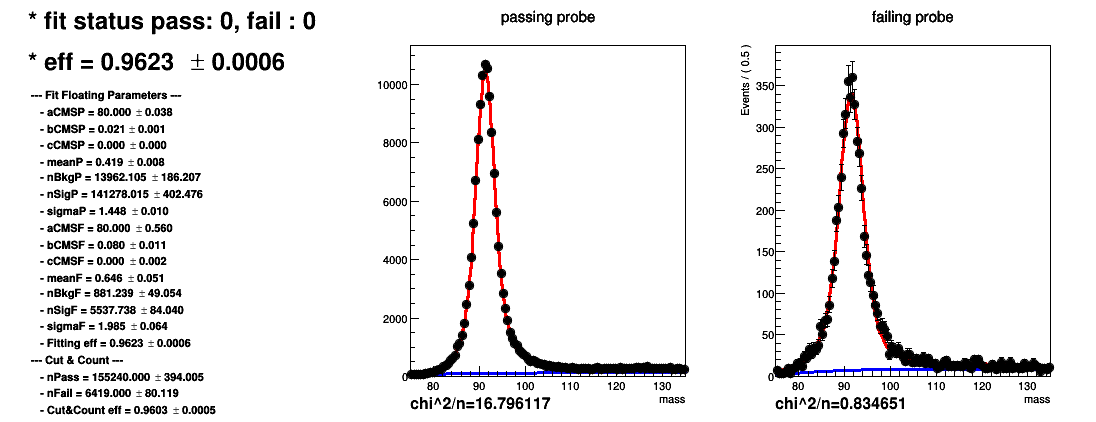 * fit status pass: 0, fail : 0
* eff = 0.9623 ± 0.0006
--- Fit Floating Parameters ---
- aCMSP = 80.000 ± 0.038
- bCMSP = 0.021 ± 0.001
- cCMSP = 0.000 ± 0.000
- meanP = 0.419 ± 0.008
- nBkgP = 13962.105 ± 186.207
- nSigP = 141278.015 ± 402.476
- sigmaP = 1.448 ± 0.010
- aCMSF = 80.000 ± 0.560
- bCMSF = 0.080 ± 0.011
- cCMSF = 0.000 ± 0.002
- meanF = 0.646 ± 0.051
- nBkgF = 881.239 ± 49.054
- nSigF = 5537.738 ± 84.040
- sigmaF = 1.985 ± 0.064
- Fitting eff = 0.9623 ± 0.0006
--- Cut & Count ---
- nPass = 155240.000 ± 394.005
- nFail = 6419.000 ± 80.119
- Cut&Count eff = 0.9603 ± 0.0005
passing probe
10000
8000
6000
4000
2000
0
80 90 100 110 120 130
mass
chi^2/n=16.796117
failing probe
Events / ( 0.5 )
350
300
250
200
150
100
50
0
80 90 100 110 120 130
mass
chi^2/n=0.834651